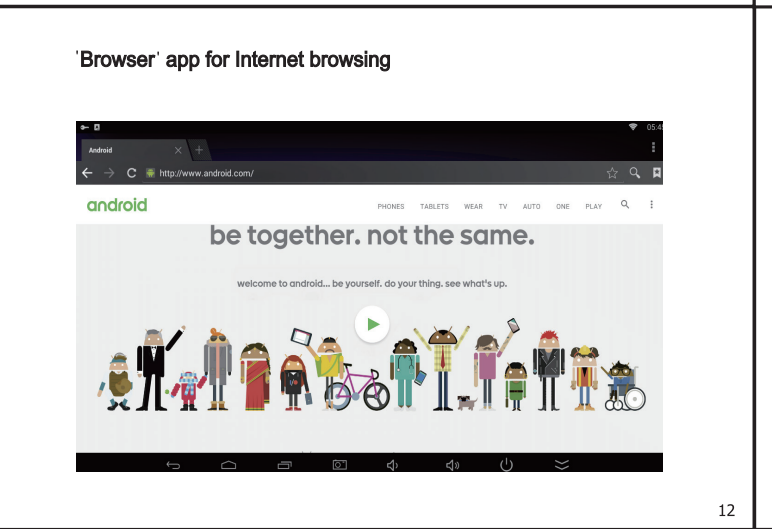 'Browser' app for Internet browsing
05:45
Android
http://www.android.com/
android PHONES TABLETS WEAR TV AUTO ONE PLAY
be together. not the same.
welcome to android... be yourself. do your thing. see what's up.
12